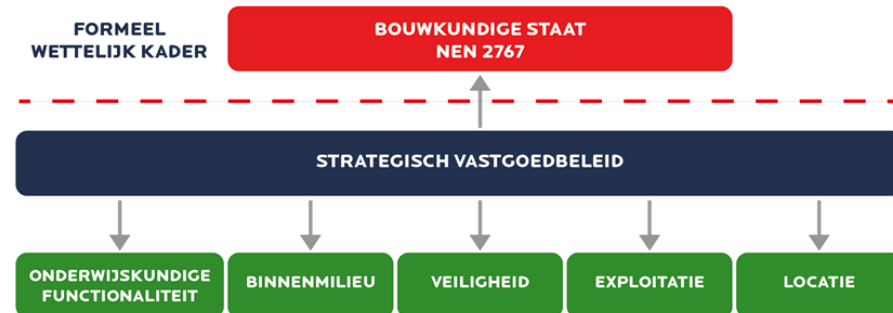 FORMEEL
WETTELIJK KADER
BOUWKUNDIGE STAAT
NEN 2767
STRATEGISCH VASTGOEDBELEID
ONDERWIJSKUNDIGE
FUNCTIONALITEIT
BINNENMILIEU
VEILIGHEID
EXPLOITATIE
LOCATIE